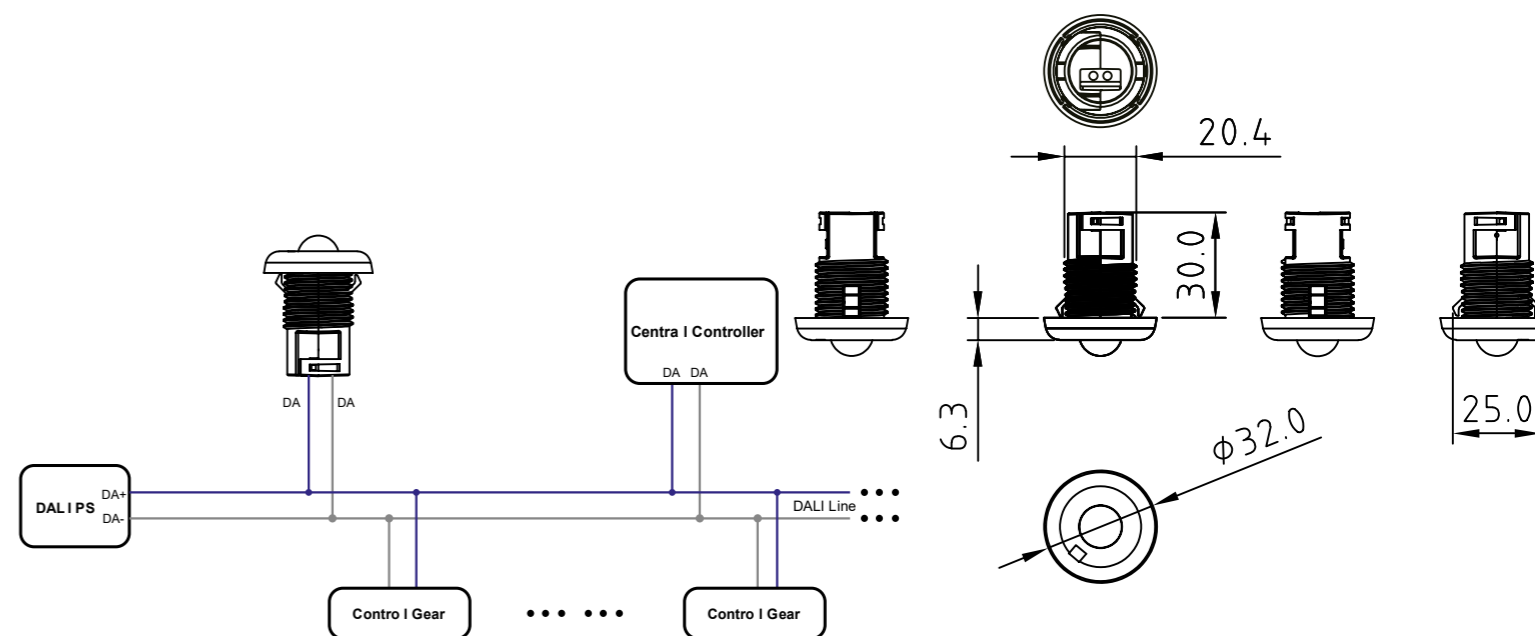 20.4
30.0
Centra l Controller
DA DA
DA DA
6.3
25.0
φ32.0
DAL I PS
DA+
DA-
DALI Line
Contro l Gear
Contro l Gear